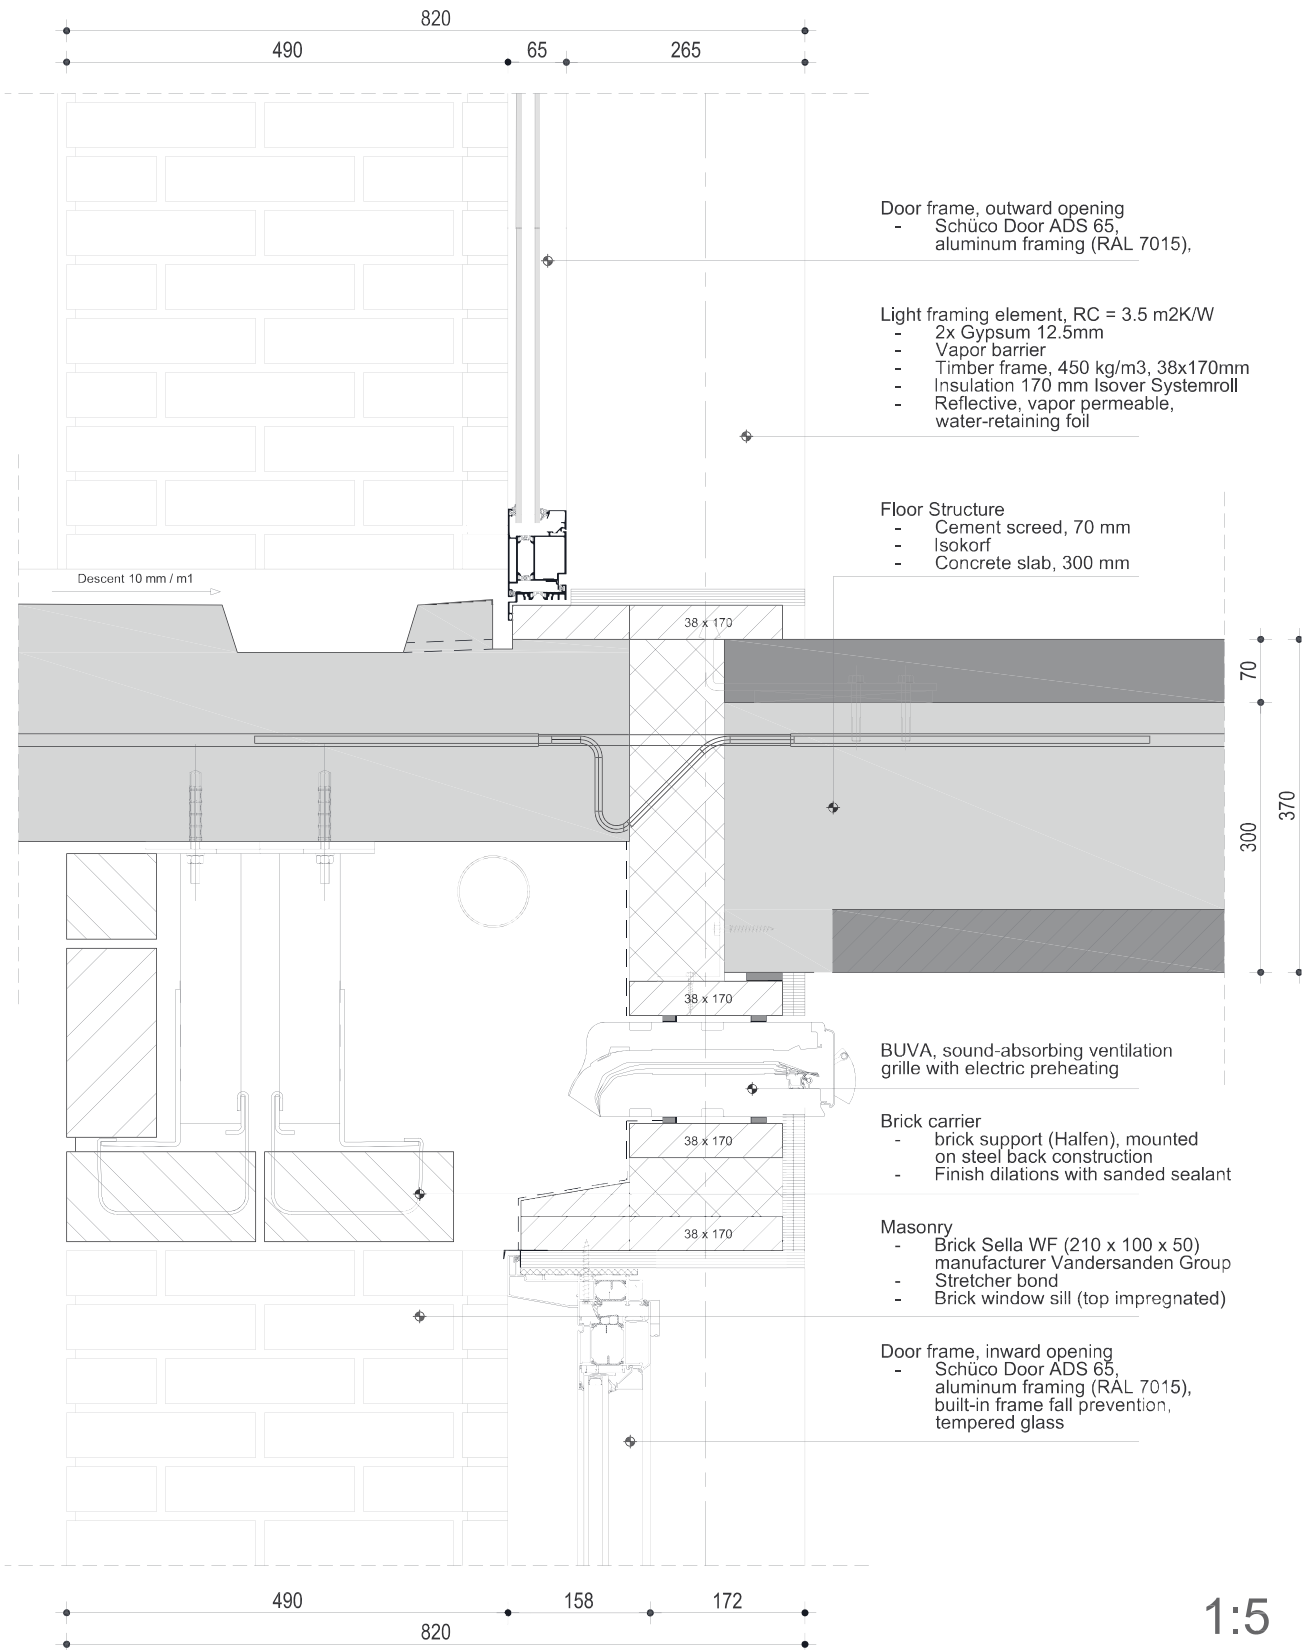 820
490
65
265
Door frame, outward opening
- Schüco Door ADS 65,
aluminum framing (RAL 7015),
Light framing element, RC = 3.5 m2K/W
- 2x Gypsum 12.5mm
- Vapor barrier
- Timber frame, 450 kg/m3, 38x170mm
- Insulation 170 mm Isover Systemroll
- Reflective, vapor permeable,
water-retaining foil
Floor Structure
- Cement screed, 70 mm
- Isokorf
- Concrete slab, 300 mm
Descent 10 mm / m1
38 x 170
70
300
370
38 x 170
BUVA, sound-absorbing ventilation
grille with electric preheating
Brick carrier
- brick support (Halfen), mounted
on steel back construction
- Finish dilations with sanded sealant
38 x 170
Masonry
- Brick Sella WF (210 x 100 x 50)
manufacturer Vandersanden Group
- Stretcher bond
- Brick window sill (top impregnated)
38 x 170
Door frame, inward opening
- Schüco Door ADS 65,
aluminum framing (RAL 7015),
built-in frame fall prevention,
tempered glass
490
158
172
820
1:5